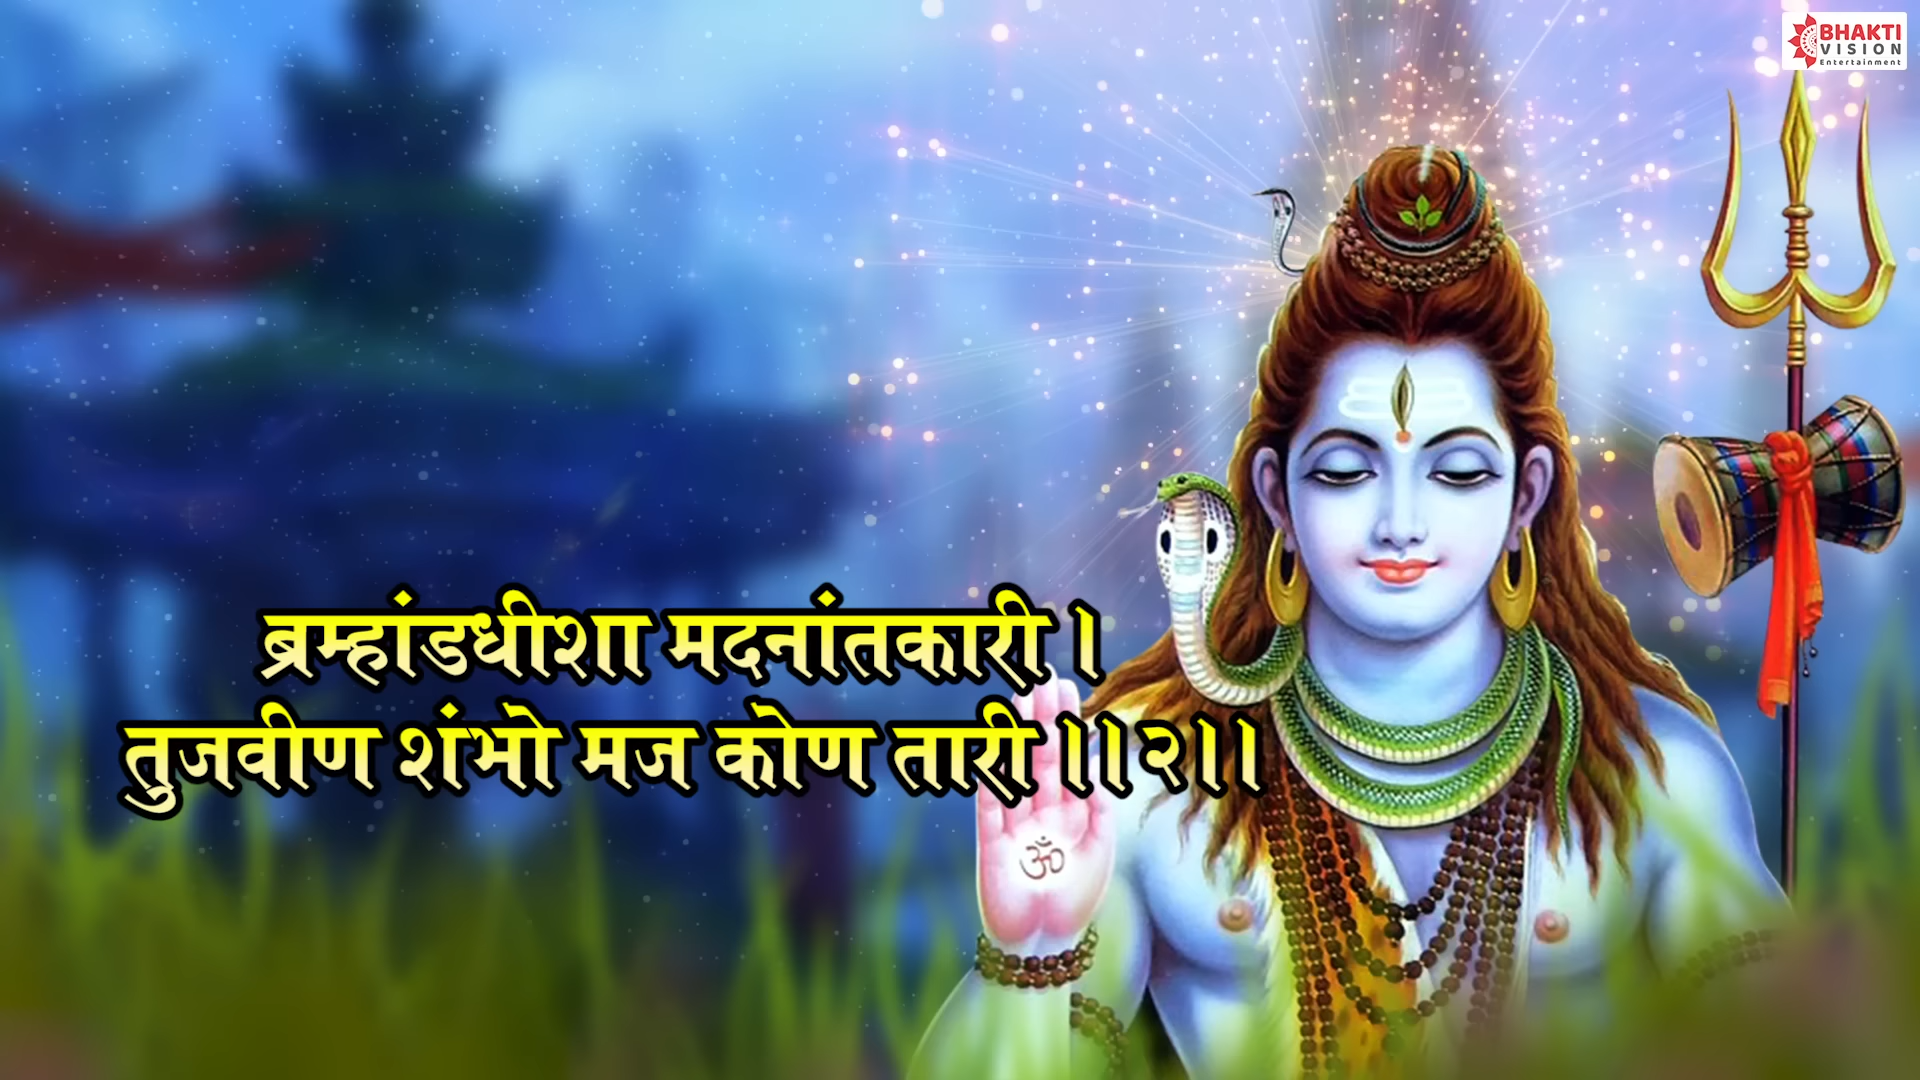 BHAKTI
VISION
Entertainment
ब्रम्हांडधीशा मदनांतकारी ।
तुजवीण शंभो मज कोण तारी ।।२।।
ॐ